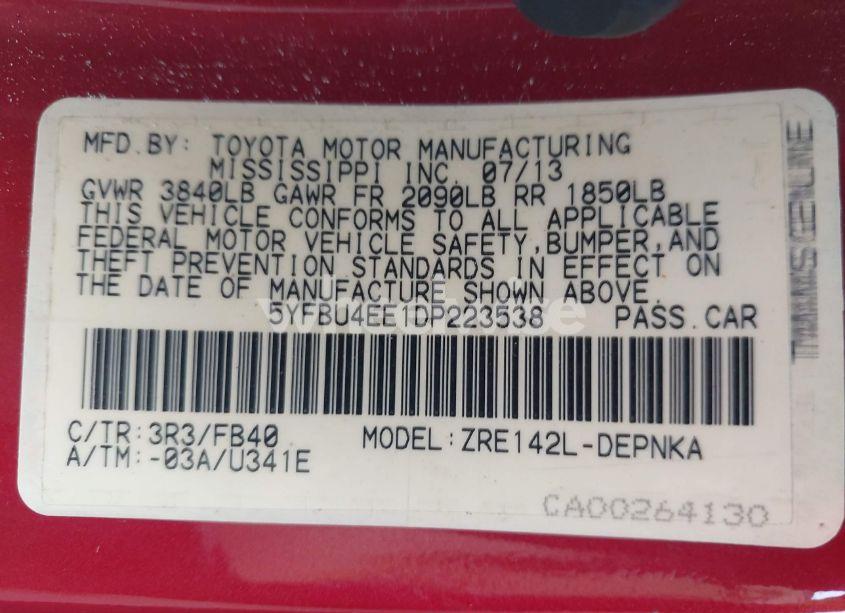 MFD.BY: TOYOTA MOTOR MANUFACTURING
MISSISSIPPI INC. 07/13
GVWR 3840LB GAWR FR 2090LB RR 1850LB
THIS VEHICLE CONFORMS TO ALL APPLICABLE
FEDERAL MOTOR VEHICLE SAFETY,BUMPER,AND
THEFT PREVENTION STANDARDS IN EFFECT ON
THE DATE OF MANUFACTURE SHOWN ABOVE.
5YFBU4EE1DP223538 PASS.CAR
C/TR:3R3/FB40 MODEL:ZRE142L-DEPNKA
A/TM:-03A/U341E
CA00264130